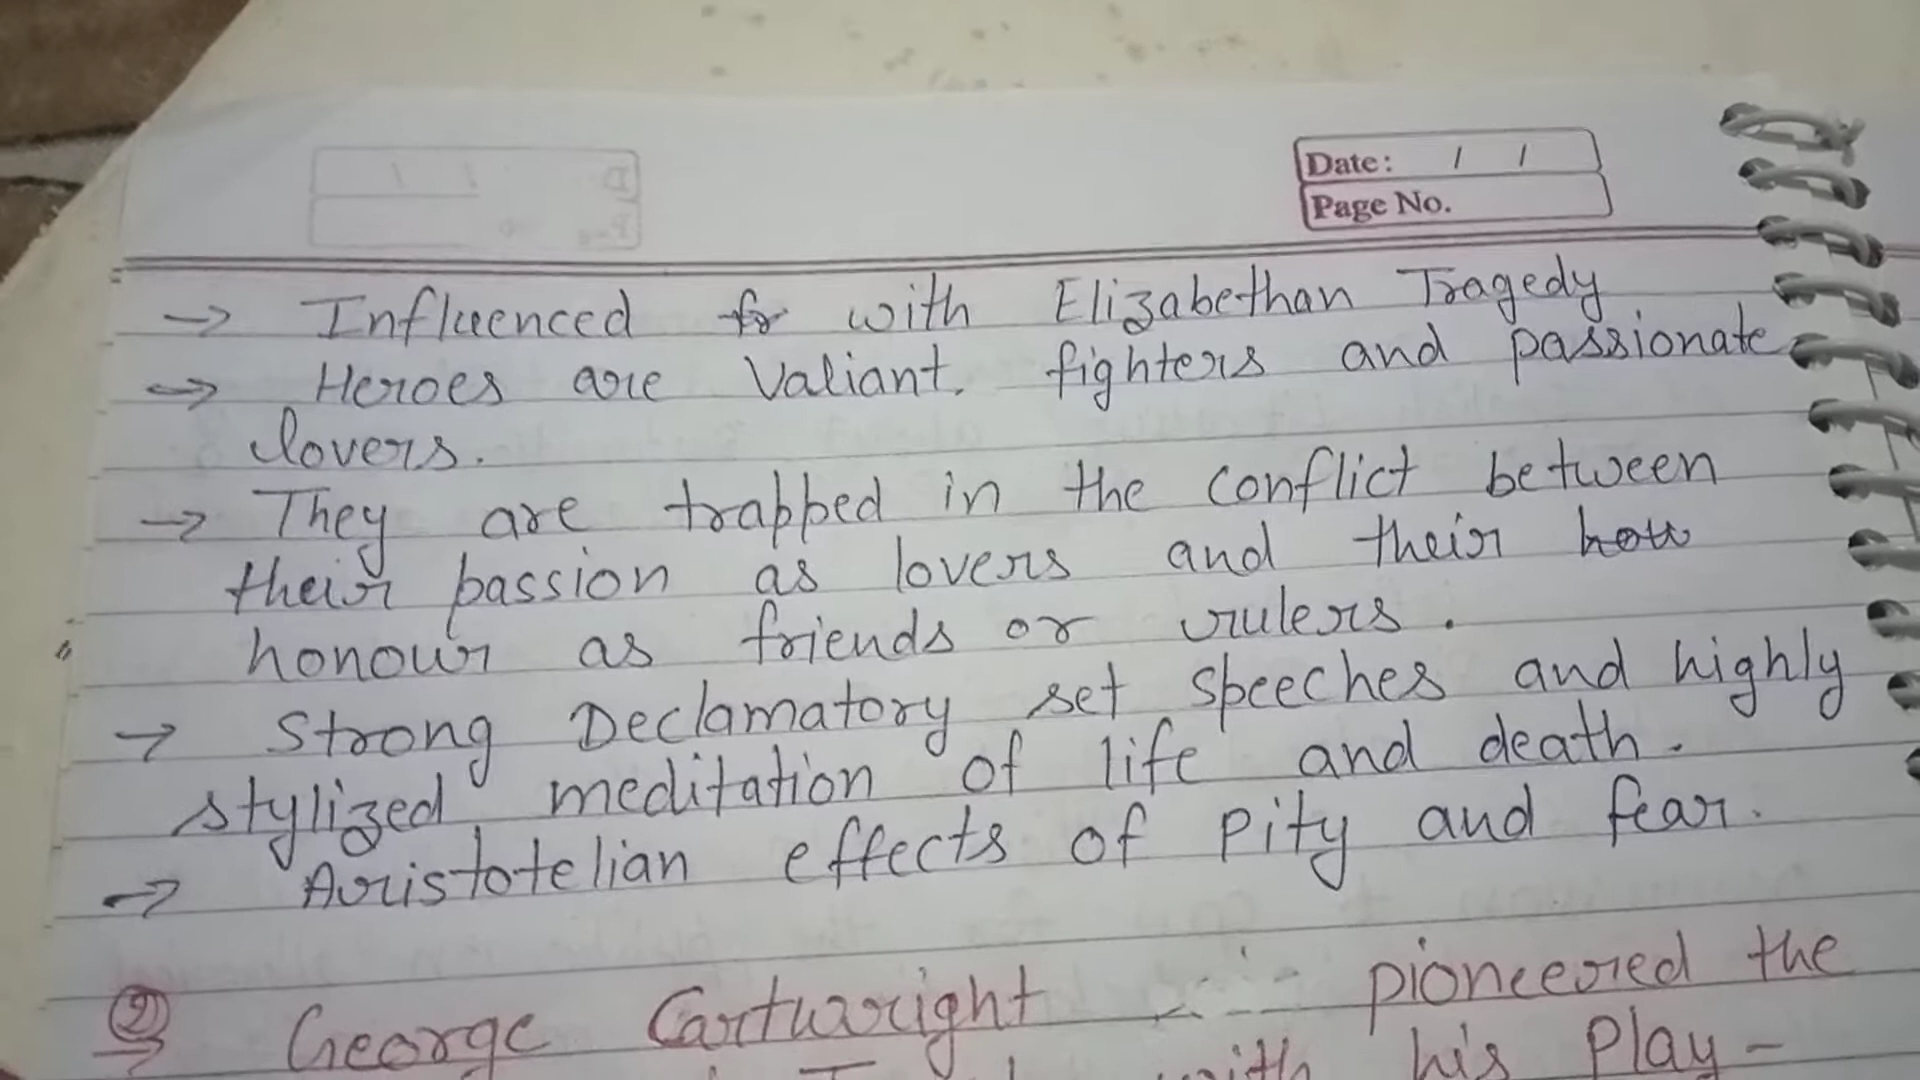 Date: / /
Page No.
→ Influenced with Elizabethan Tragedy
→ Heroes are Valiant. fighters and passionate
lovers.
→ They are trapped in the conflict between
their passion as lovers and their
honour as friends or rulers.
→ Strong Declamatory set speeches and highly
stylized meditation of life and death.
→ Aristotelian effects of Pity and fear.
② George Cartwright pioneered the
with his Play -